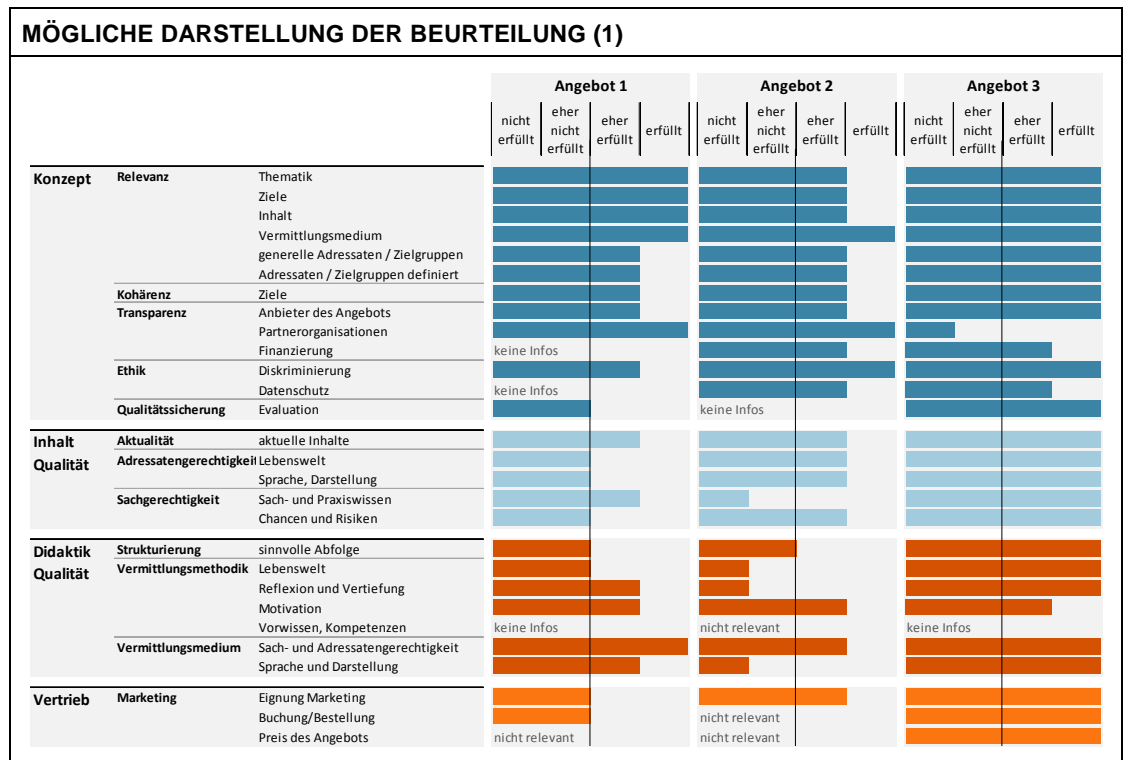 MÖGLICHE DARSTELLUNG DER BEURTEILUNG (1)
Angebot 1 Angebot 2 Angebot 3
nicht erfüllt eher nicht erfüllt eher erfüllt erfüllt nicht erfüllt eher nicht erfüllt eher erfüllt erfüllt nicht erfüllt eher nicht erfüllt eher erfüllt erfüllt
Konzept Relevanz Thematik
Ziele
Inhalt
Vermittlungsmedium
generelle Adressaten / Zielgruppen
Adressaten / Zielgruppen definiert
Kohärenz Ziele
Transparenz Anbieter des Angebots
Partnerorganisationen
Finanzierung keine Infos
Ethik Diskriminierung
Datenschutz keine Infos
Qualitätssicherung Evaluation keine Infos
Inhalt Aktualität aktuelle Inhalte
Qualität Adressatengerechtigkeit Lebenswelt
Sprache, Darstellung
Sachgerechtigkeit Sach- und Praxiswissen
Chancen und Risiken
Didaktik Strukturierung sinnvolle Abfolge
Qualität Vermittlungsmethodik Lebenswelt
Reflexion und Vertiefung
Motivation
Vorwissen, Kompetenzen keine Infos nicht relevant keine Infos
Vermittlungsmedium Sach- und Adressatengerechtigkeit
Sprache und Darstellung
Vertrieb Marketing Eignung Marketing
Buchung/Bestellung nicht relevant
Preis des Angebots nicht relevant nicht relevant